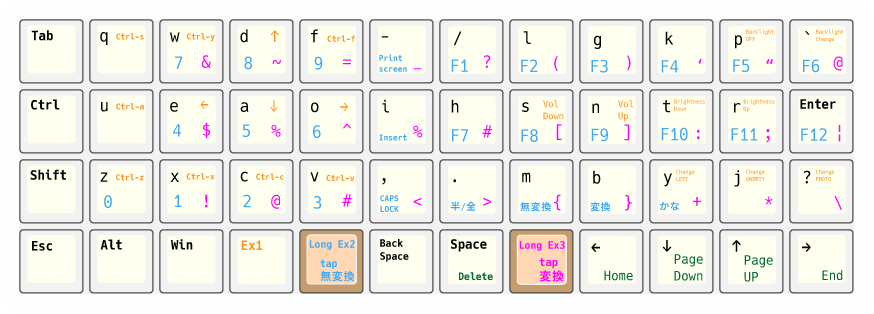 Tab
q Ctrl-s
w Ctrl-y
7 &
d ↑
8 ~
f Ctrl-f
9 =
-
Print
screen _
/
F1 ?
l
F2 (
g
F3 )
k
F4 ‘
p Backlight
OFF
F5 “
` Backlight
Change
F6 @
Ctrl
u Ctrl-a
e ←
4 $
a ↓
5 %
o →
6 ^
i
Insert %
h
F7 #
s Vol
Down
F8 [
n Vol
Up
F9 ]
t Brightness
Down
F10 :
r Brightness
Up
F11 ;
Enter
F12 ¦
Shift
z Ctrl-z
0
x Ctrl-x
1 !
c Ctrl-c
2 @
v Ctrl-v
3 #
,
CAPS
LOCK <
.
半/全 >
m
無変換 {
b
変換 }
y Change
LEFT
かな +
j Change
QWERTY
*
? Change
PROTO
\
Esc
Alt
Win
Ex1
Long Ex2
tap
無変換
Back
Space
Space
Delete
Long Ex3
tap
変換
←
Home
↓
Page
Down
↑
Page
UP
→
End